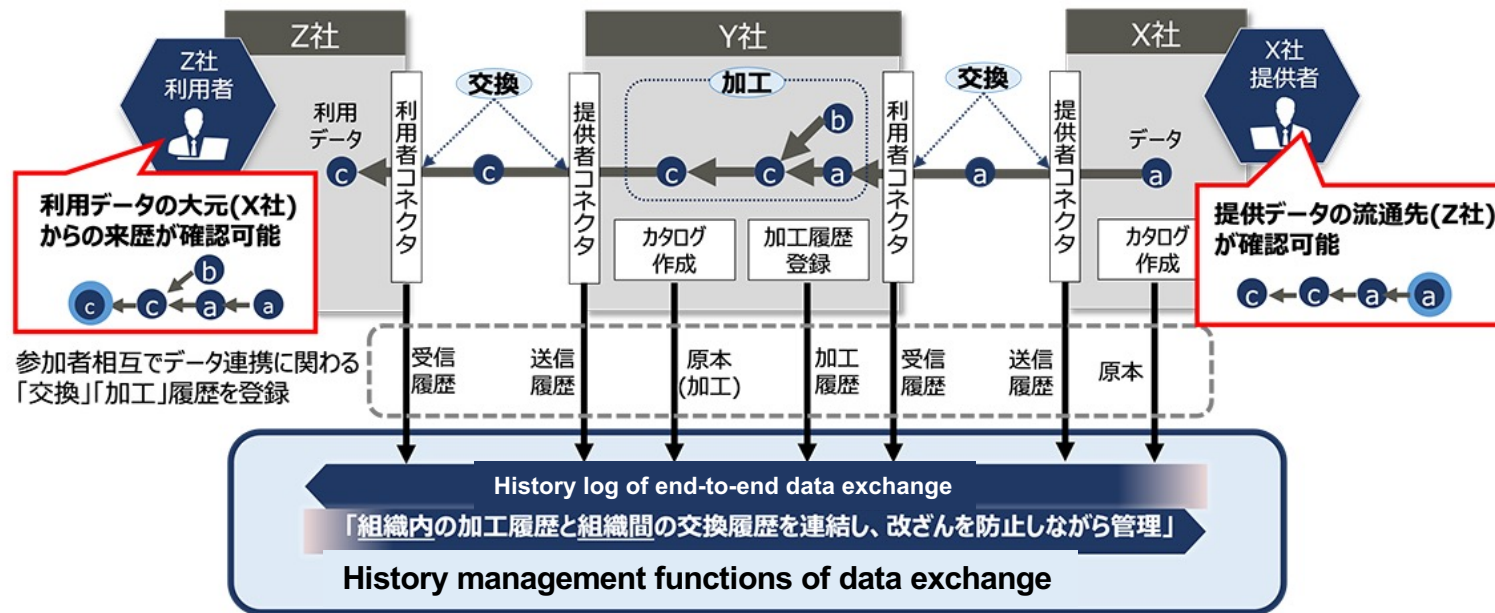 Z社
Y社
X社
Z社
利用者
X社
提供者
利用
データ
利用者コネクタ
交換
提供者コネクタ
加工
利用者コネクタ
交換
提供者コネクタ
データ
b
c
c
c
c
a
a
a
利用データの大元(X社)
からの来歴が確認可能
b
c
c
a
a
カタログ
作成
加工履歴
登録
カタログ
作成
提供データの流通先(Z社)
が確認可能
c
c
a
a
参加者相互でデータ連携に関わる
「交換」「加工」履歴を登録
受信
履歴
送信
履歴
原本
(加工)
加工
履歴
受信
履歴
送信
履歴
原本
History log of end-to-end data exchange
「組織内の加工履歴と組織間の交換履歴を連結し、改ざんを防止しながら管理」
History management functions of data exchange